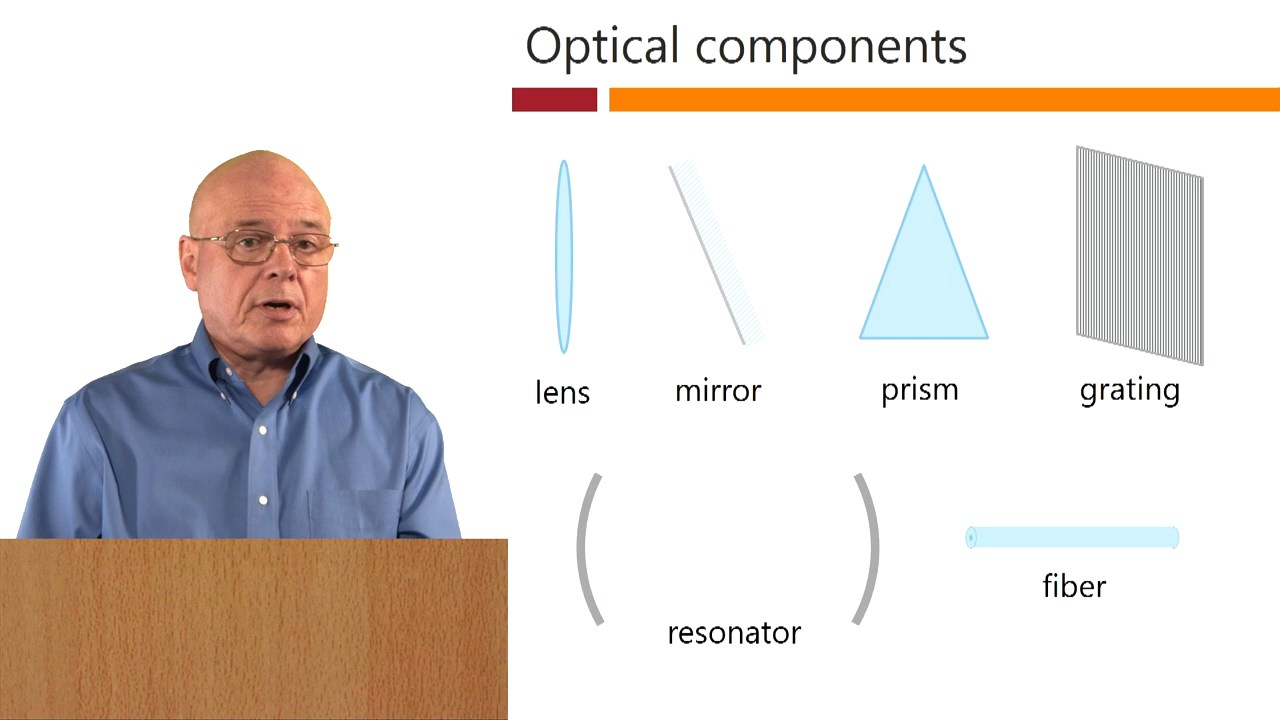 Optical components
lens
mirror
prism
grating
resonator
fiber